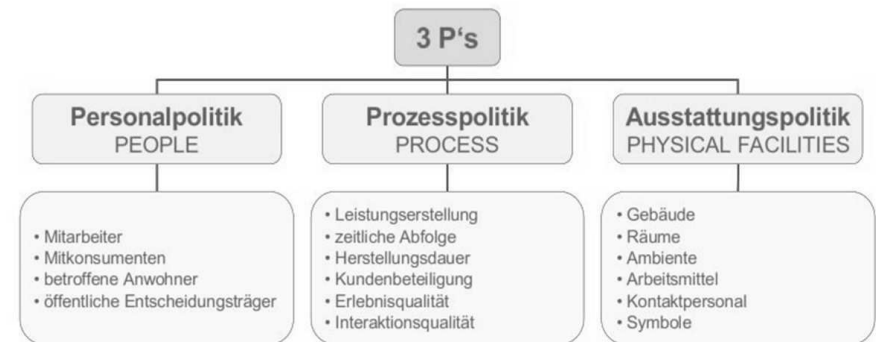 3 P‘s
Personalpolitik
PEOPLE
• Mitarbeiter
• Mitkonsumenten
• betroffene Anwohner
• öffentliche Entscheidungsträger
Prozesspolitik
PROCESS
• Leistungserstellung
• zeitliche Abfolge
• Herstellungsdauer
• Kundenbeteiligung
• Erlebnisqualität
• Interaktionsqualität
Ausstattungspolitik
PHYSICAL FACILITIES
• Gebäude
• Räume
• Ambiente
• Arbeitsmittel
• Kontaktpersonal
• Symbole